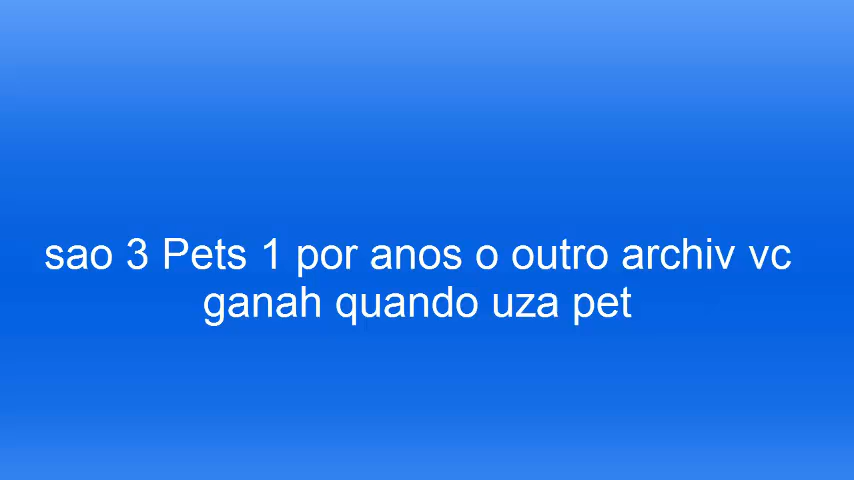 sao 3 Pets 1 por anos o outro archiv vc
ganah quando uza pet